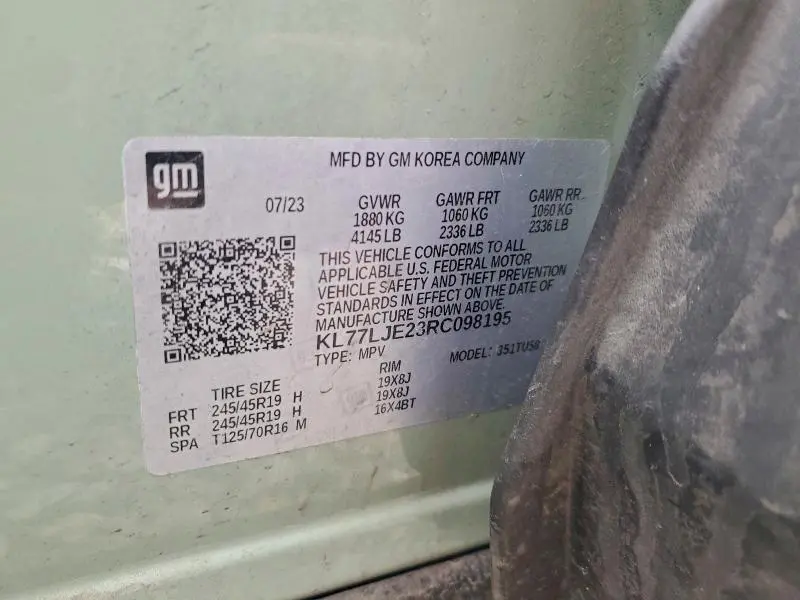 gm
MFD BY GM KOREA COMPANY
07/23
GVWR GAWR FRT GAWR RR
1880 KG 1060 KG 1060 KG
4145 LB 2336 LB 2336 LB
THIS VEHICLE CONFORMS TO ALL
APPLICABLE U.S. FEDERAL MOTOR
VEHICLE SAFETY AND THEFT PREVENTION
STANDARDS IN EFFECT ON THE DATE OF
MANUFACTURE SHOWN ABOVE.
KL77LJE23RC098195
TYPE: MPV MODEL: 351TU58
TIRE SIZE RIM
FRT 245/45R19 H 19X8J
RR 245/45R19 H 19X8J
SPA T125/70R16 M 16X4BT